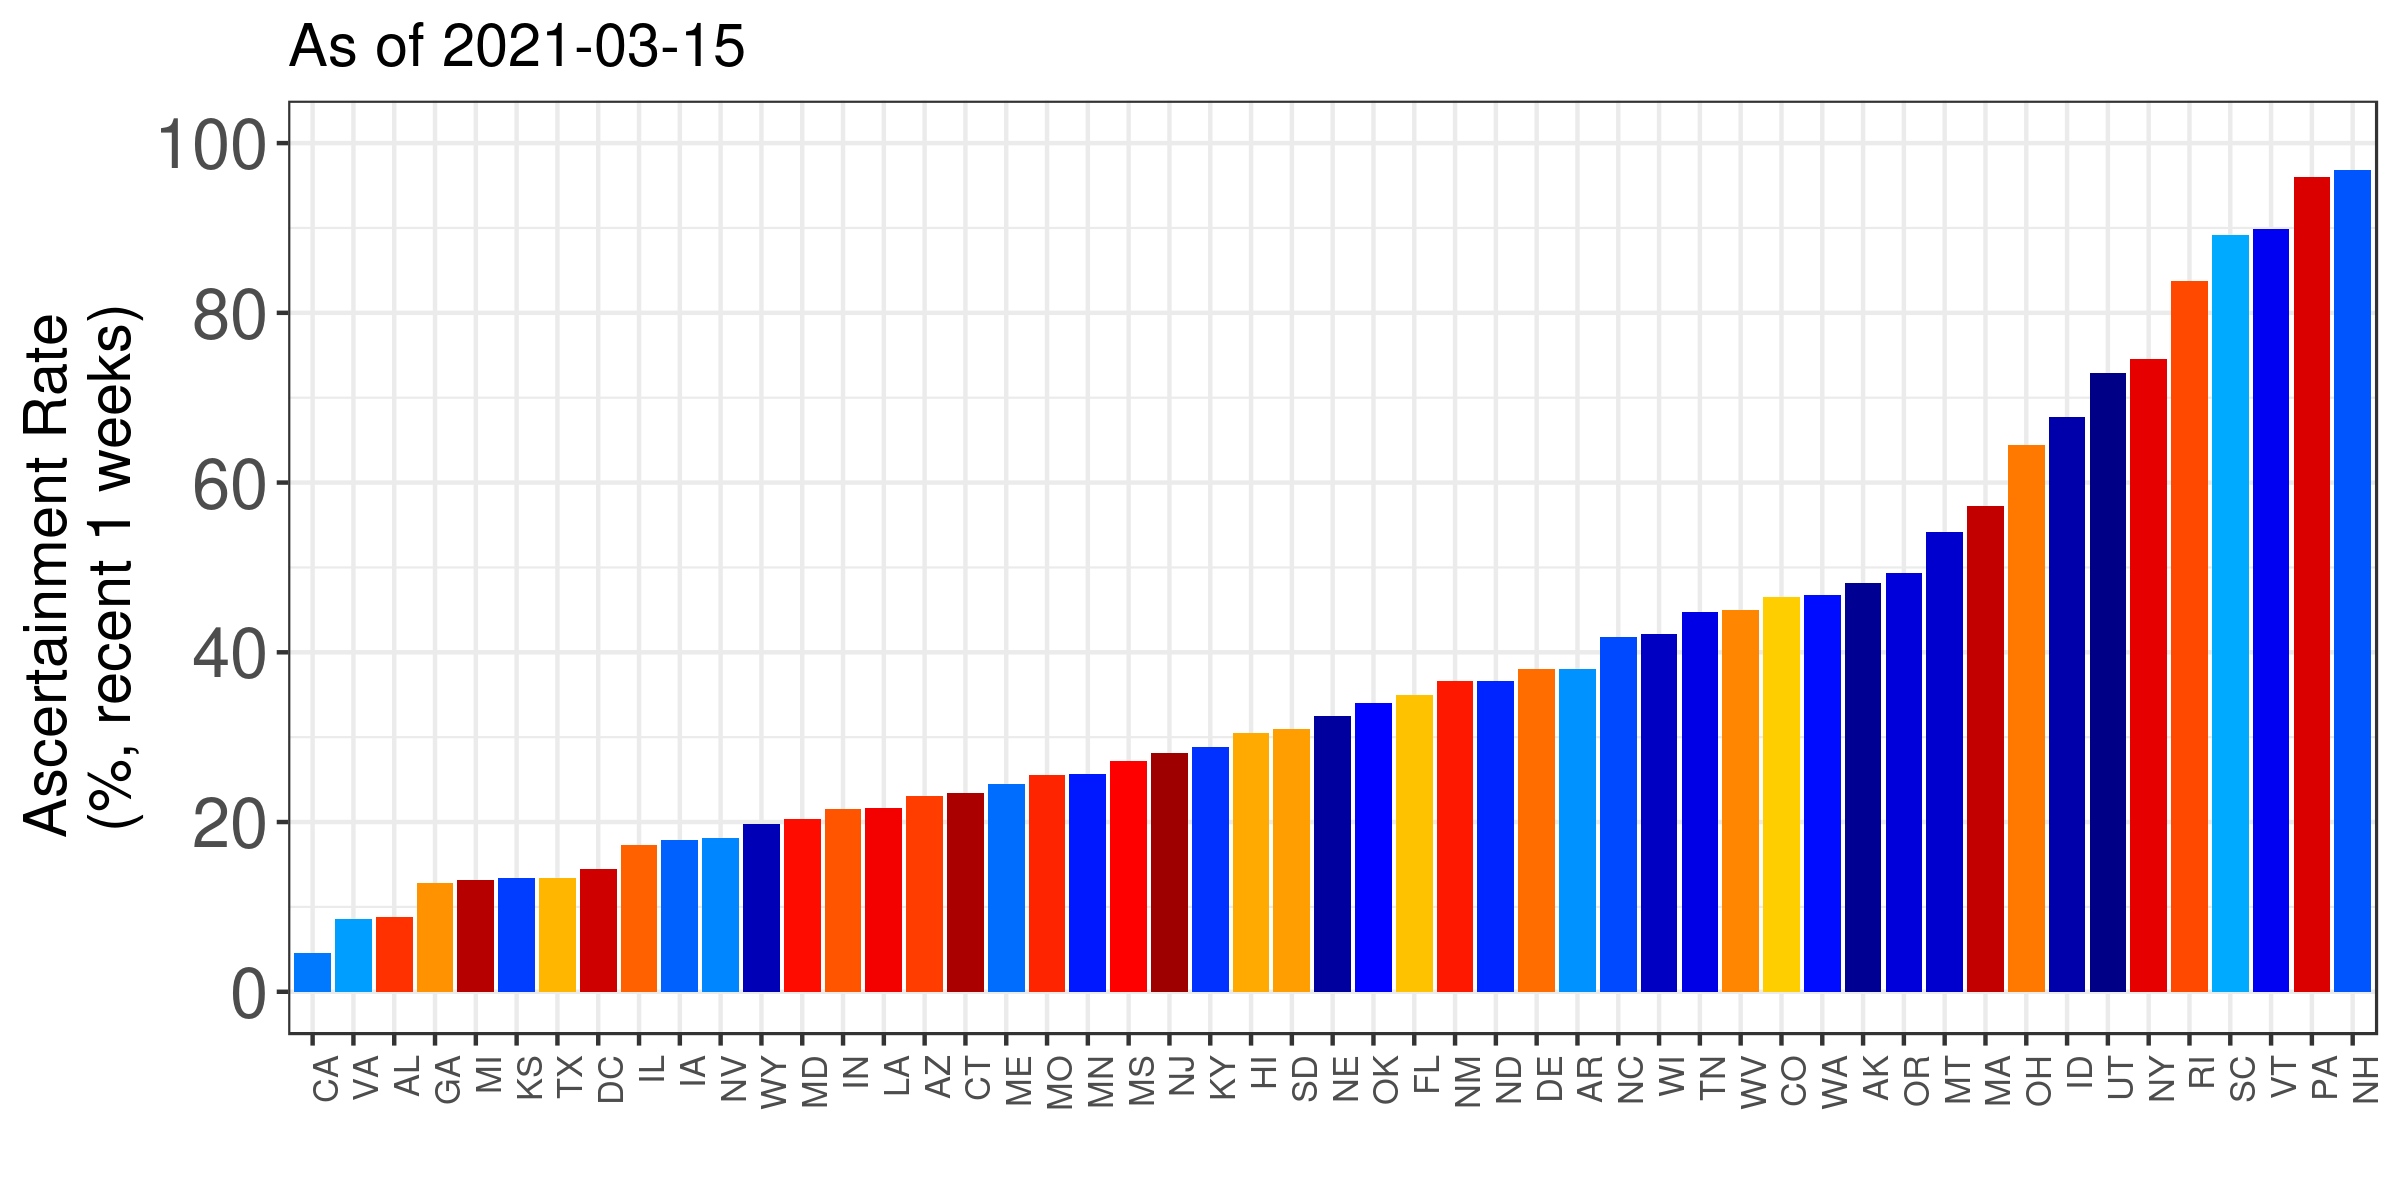 As of 2021-03-15
Ascertainment Rate
(%, recent 1 weeks)
100
80
60
40
20
0
CA VA AL GA MI KS TX DC IL IA NV WY MD IN LA AZ CT ME MO MN MS NJ KY HI SD NE OK FL NM ND DE AR NC WI TN WV CO WA AK OR MT MA OH ID UT NY RI SC VT PA NH